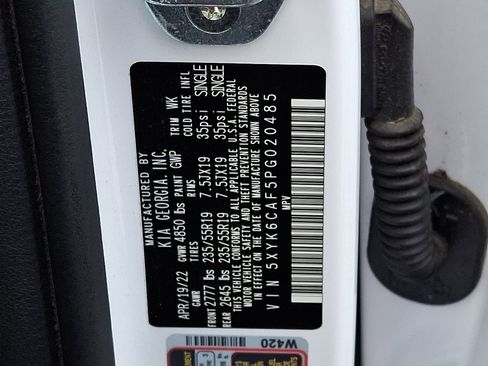 MANUFACTURED BY
KIA GEORGIA, INC.
APR/19/22 GVWR 4850 lbs PAINT GWP TRIM WK
GAWR TIRES RIMS COLD TIRE INFL
FRONT 2777 lbs 235/55R19 7.5JX19 35psi SINGLE
REAR 2645 lbs 235/55R19 7.5JX19 35psi SINGLE
THIS VEHICLE CONFORMS TO ALL APPLICABLE U.S.A. FEDERAL
MOTOR VEHICLE SAFETY AND THEFT PREVENTION STANDARDS
IN EFFECT ON THE DATE OF MANUFACTURE SHOWN ABOVE.
VIN 5XYK6CAF5PG020485
MPV
W420